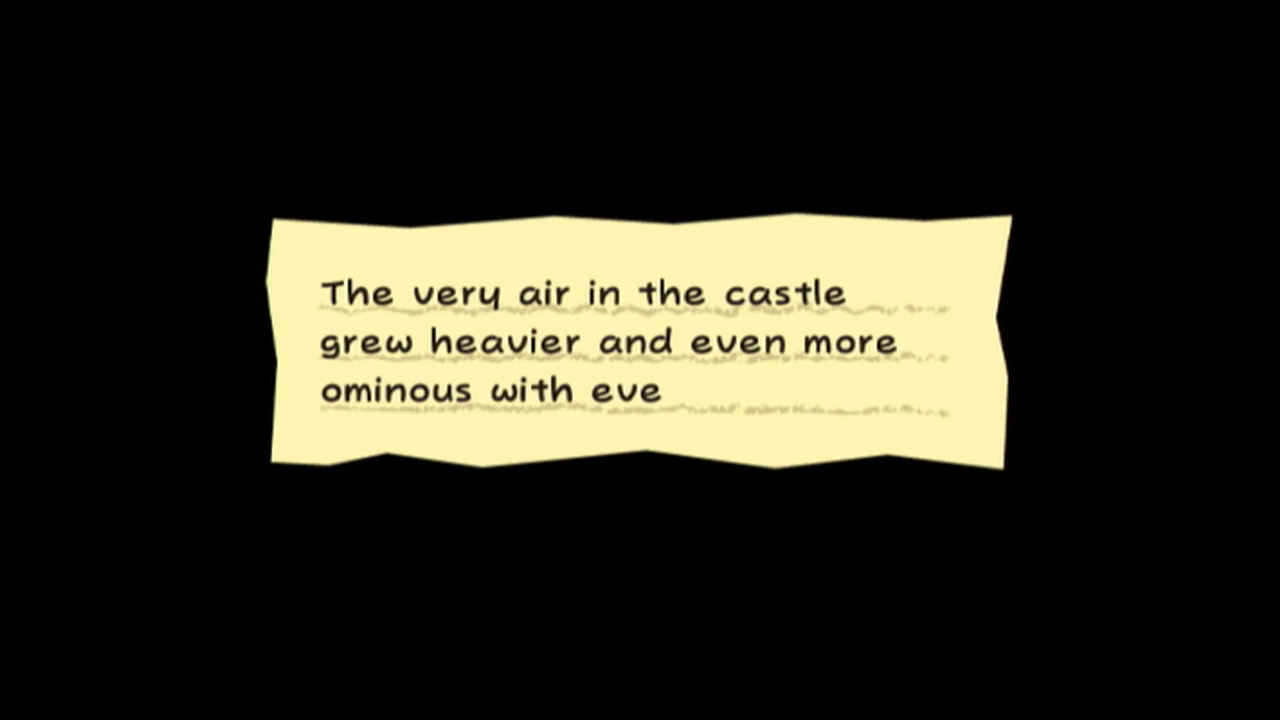 The very air in the castle
grew heavier and even more
ominous with eve